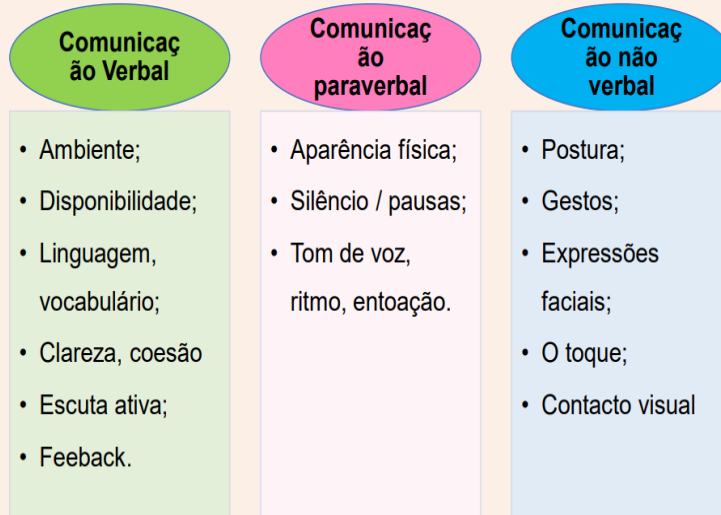 Comunicaç
ão Verbal
• Ambiente;
• Disponibilidade;
• Linguagem,
vocabulário;
• Clareza, coesão
• Escuta ativa;
• Feeback.
Comunicaç
ão
paraverbal
• Aparência física;
• Silêncio / pausas;
• Tom de voz,
ritmo, entoação.
Comunicaç
ão não
verbal
• Postura;
• Gestos;
• Expressões
faciais;
• O toque;
• Contacto visual